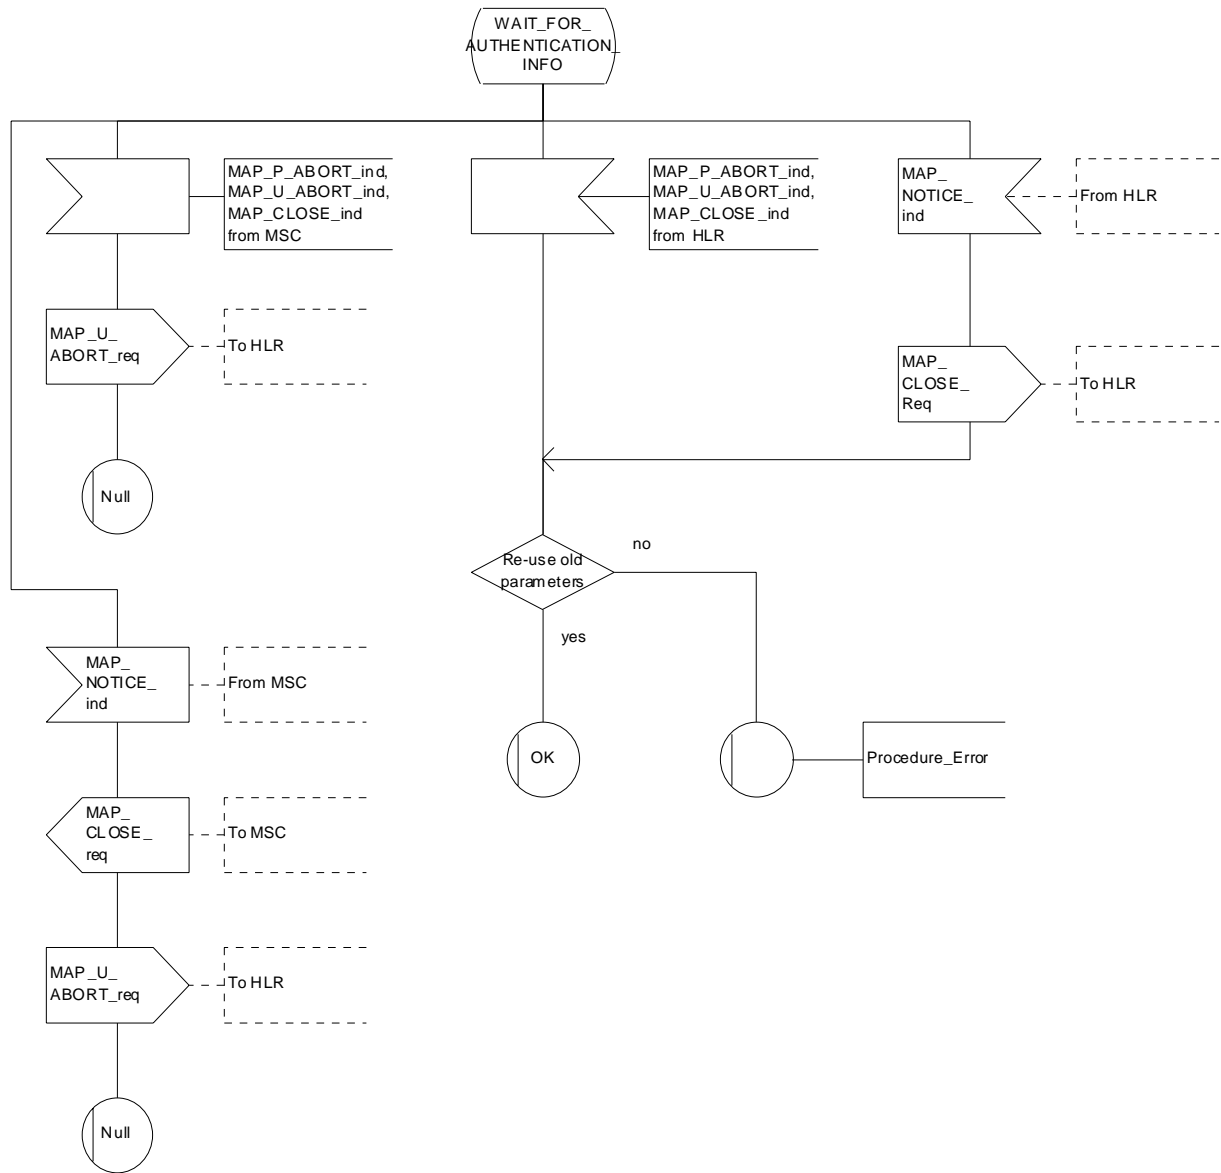 WAIT_FOR_
AUTHENTICATION_
INFO
MAP_P_ABORT_ind,
MAP_U_ABORT_ind,
MAP_CLOSE_ind
from MSC
MAP_P_ABORT_ind,
MAP_U_ABORT_ind,
MAP_CLOSE_ind
from HLR
MAP_
NOTICE_
ind
From HLR
MAP_U_
ABORT_req
To HLR
MAP_
CLOSE_
Req
To HLR
Null
Re-use old
parameters
no
yes
MAP_
NOTICE_
ind
From MSC
OK
Procedure_Error
MAP_
CLOSE_
req
To MSC
MAP_U_
ABORT_req
To HLR
Null